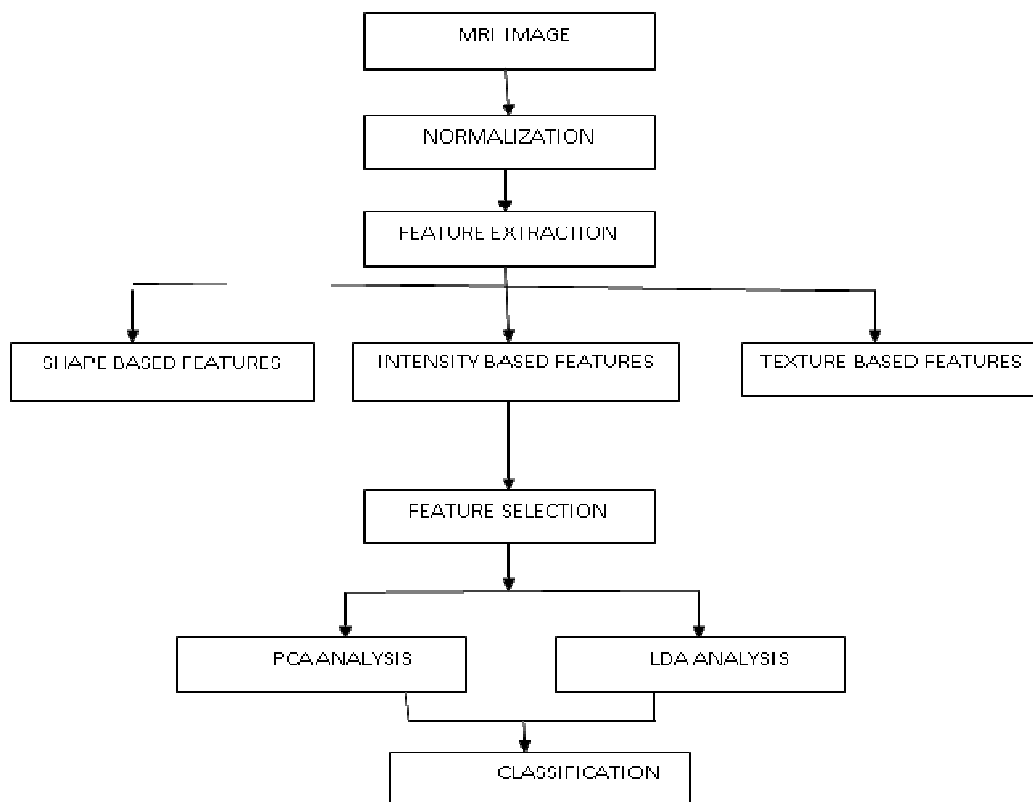 MRI IMAGE
NORMALIZATION
FEATURE EXTRACTION
SHAPE BASED FEATURES
INTENSITY BASED FEATURES
TEXTURE BASED FEATURES
FEATURE SELECTION
PCA ANALYSIS
LDA ANALYSIS
CLASSIFICATION